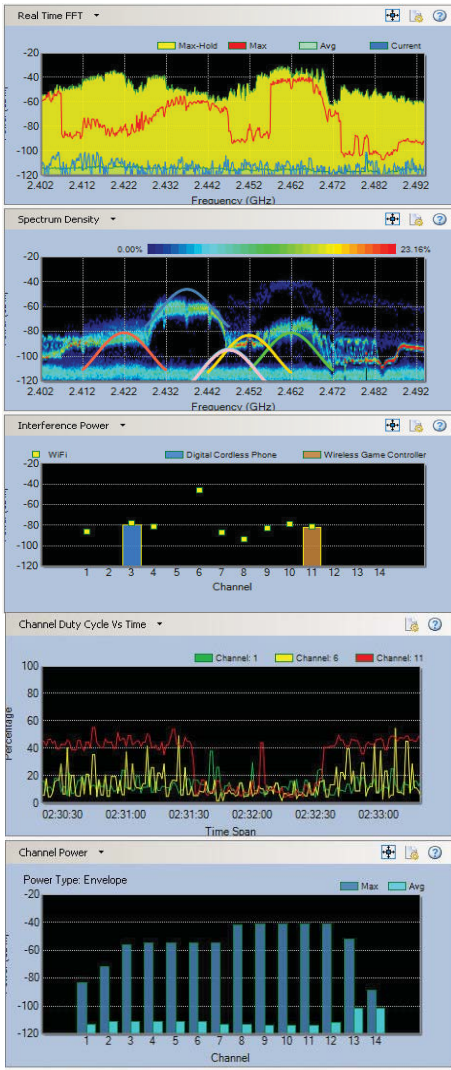 Real Time FFT
Max-Hold Max Avg Current
-20
-40
-60
-80
-100
-120
2.402 2.412 2.422 2.432 2.442 2.452 2.462 2.472 2.482 2.492
Frequency (GHz)
Spectrum Density
0.00% 23.16%
-20
-40
-60
-80
-100
-120
2.402 2.412 2.422 2.432 2.442 2.452 2.462 2.472 2.482 2.492
Frequency (GHz)
Interference Power
WiFi Digital Cordless Phone Wireless Game Controller
-20
-40
-60
-80
-100
-120
1 2 3 4 5 6 7 8 9 10 11 12 13 14
Channel
Channel Duty Cycle Vs Time
Channel: 1 Channel: 6 Channel: 11
100
80
60
40
20
0
Percentage
02:30:30 02:31:00 02:31:30 02:32:00 02:32:30 02:33:00
Time Span
Channel Power
Power Type: Envelope
Max Avg
-20
-40
-60
-80
-100
-120
1 2 3 4 5 6 7 8 9 10 11 12 13 14
Channel